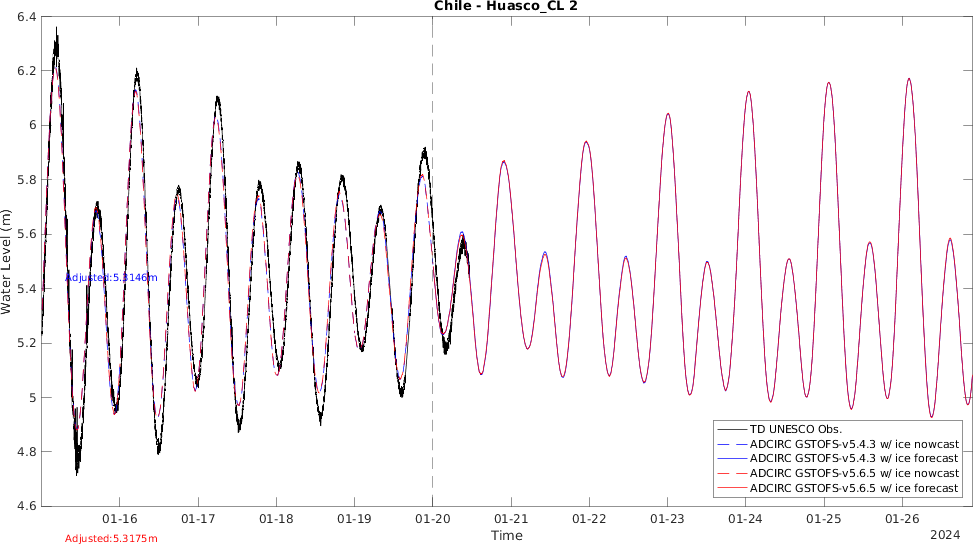 Chile - Huasco_CL 2
6.4
6.2
6
5.8
5.6
5.4
5.2
5
4.8
4.6
Water Level (m)
Adjusted:5.3146m
TD UNESCO Obs.
ADCIRC GSTOFS-v5.4.3 w/ ice nowcast
ADCIRC GSTOFS-v5.4.3 w/ ice forecast
ADCIRC GSTOFS-v5.6.5 w/ ice nowcast
ADCIRC GSTOFS-v5.6.5 w/ ice forecast
01-16 01-17 01-18 01-19 01-20 01-21 01-22 01-23 01-24 01-25 01-26
Time
2024
Adjusted:5.3175m